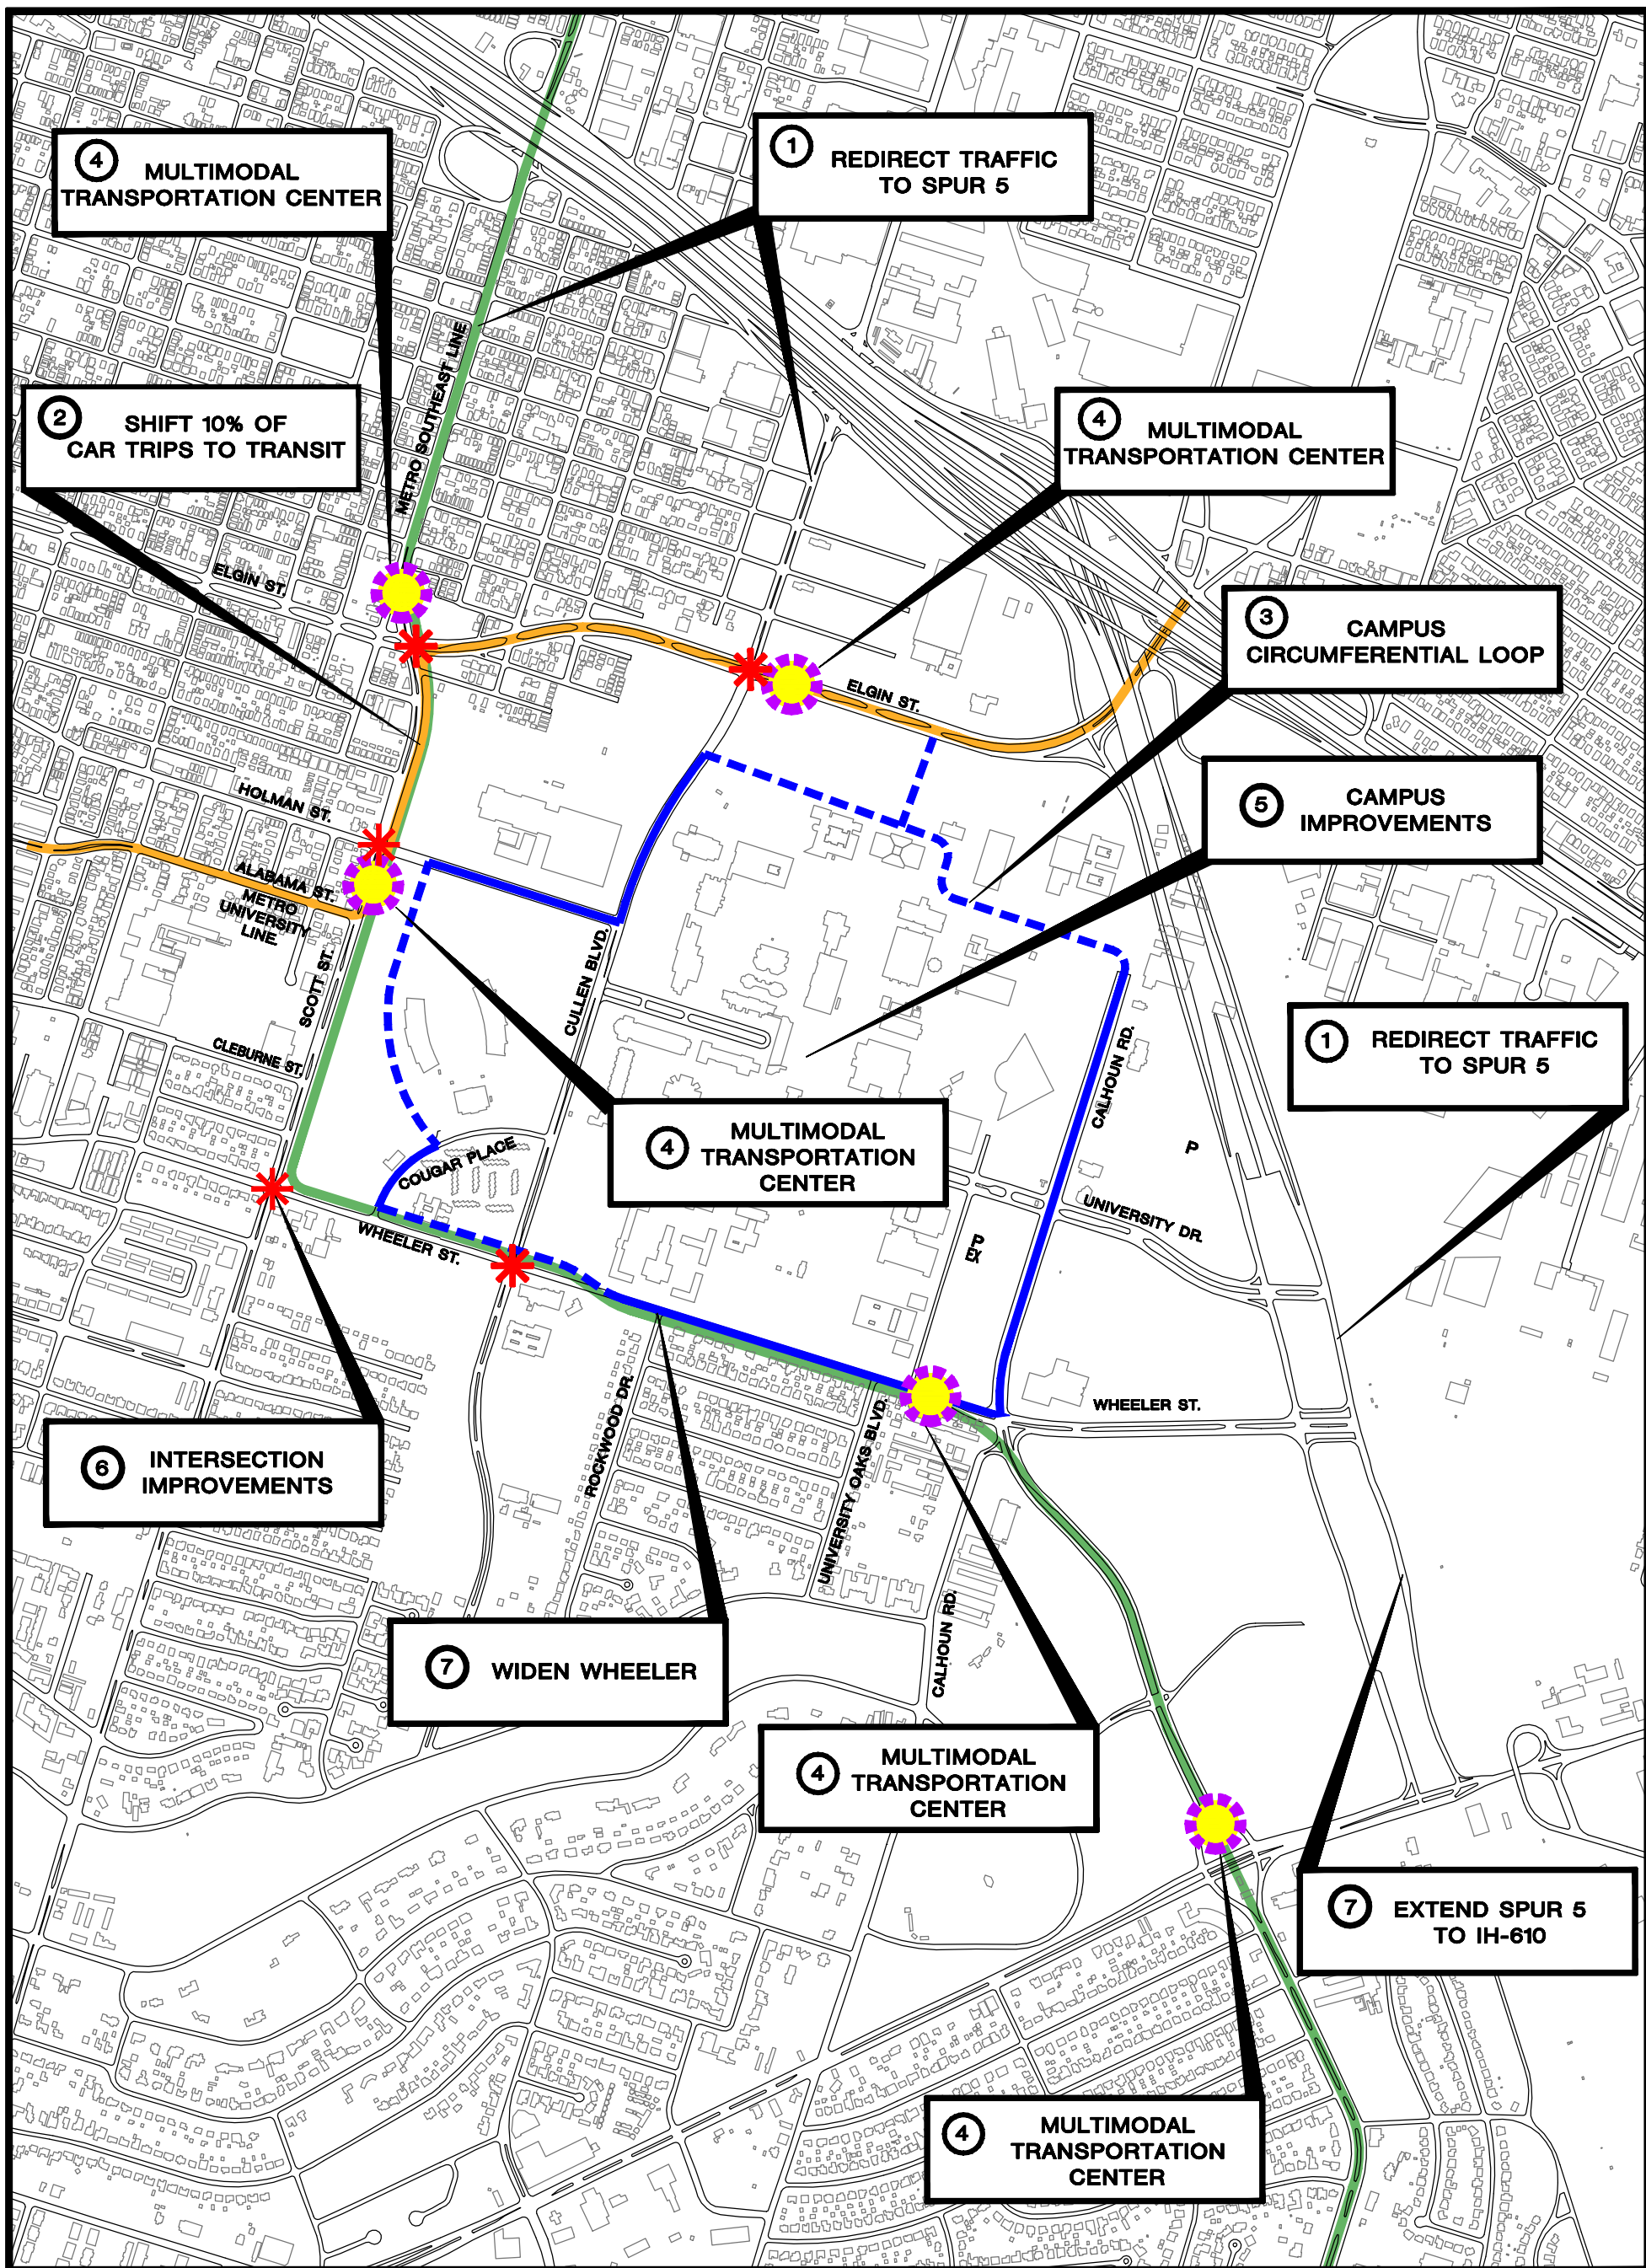 4
MULTIMODAL
TRANSPORTATION CENTER
1
REDIRECT TRAFFIC
TO SPUR 5
2
SHIFT 10% OF
CAR TRIPS TO TRANSIT
METRO SOUTHEAST LINE
4
MULTIMODAL
TRANSPORTATION CENTER
ELGIN ST.
3
CAMPUS
CIRCUMFERENTIAL LOOP
ELGIN ST.
5
CAMPUS
IMPROVEMENTS
HOLMAN ST.
ALABAMA ST.
METRO
UNIVERSITY
LINE
SCOTT ST.
CULLEN BLVD.
CLEBURNE ST.
1
REDIRECT TRAFFIC
TO SPUR 5
CALHOUN RD.
4
MULTIMODAL
TRANSPORTATION
CENTER
P
COUGAR PLACE
UNIVERSITY DR.
WHEELER ST.
P
EX
WHEELER ST.
ROCKWOOD DR.
UNIVERSITY OAKS BLVD.
6
INTERSECTION
IMPROVEMENTS
CALHOUN RD.
7
WIDEN WHEELER
4
MULTIMODAL
TRANSPORTATION
CENTER
7
EXTEND SPUR 5
TO IH-610
4
MULTIMODAL
TRANSPORTATION
CENTER